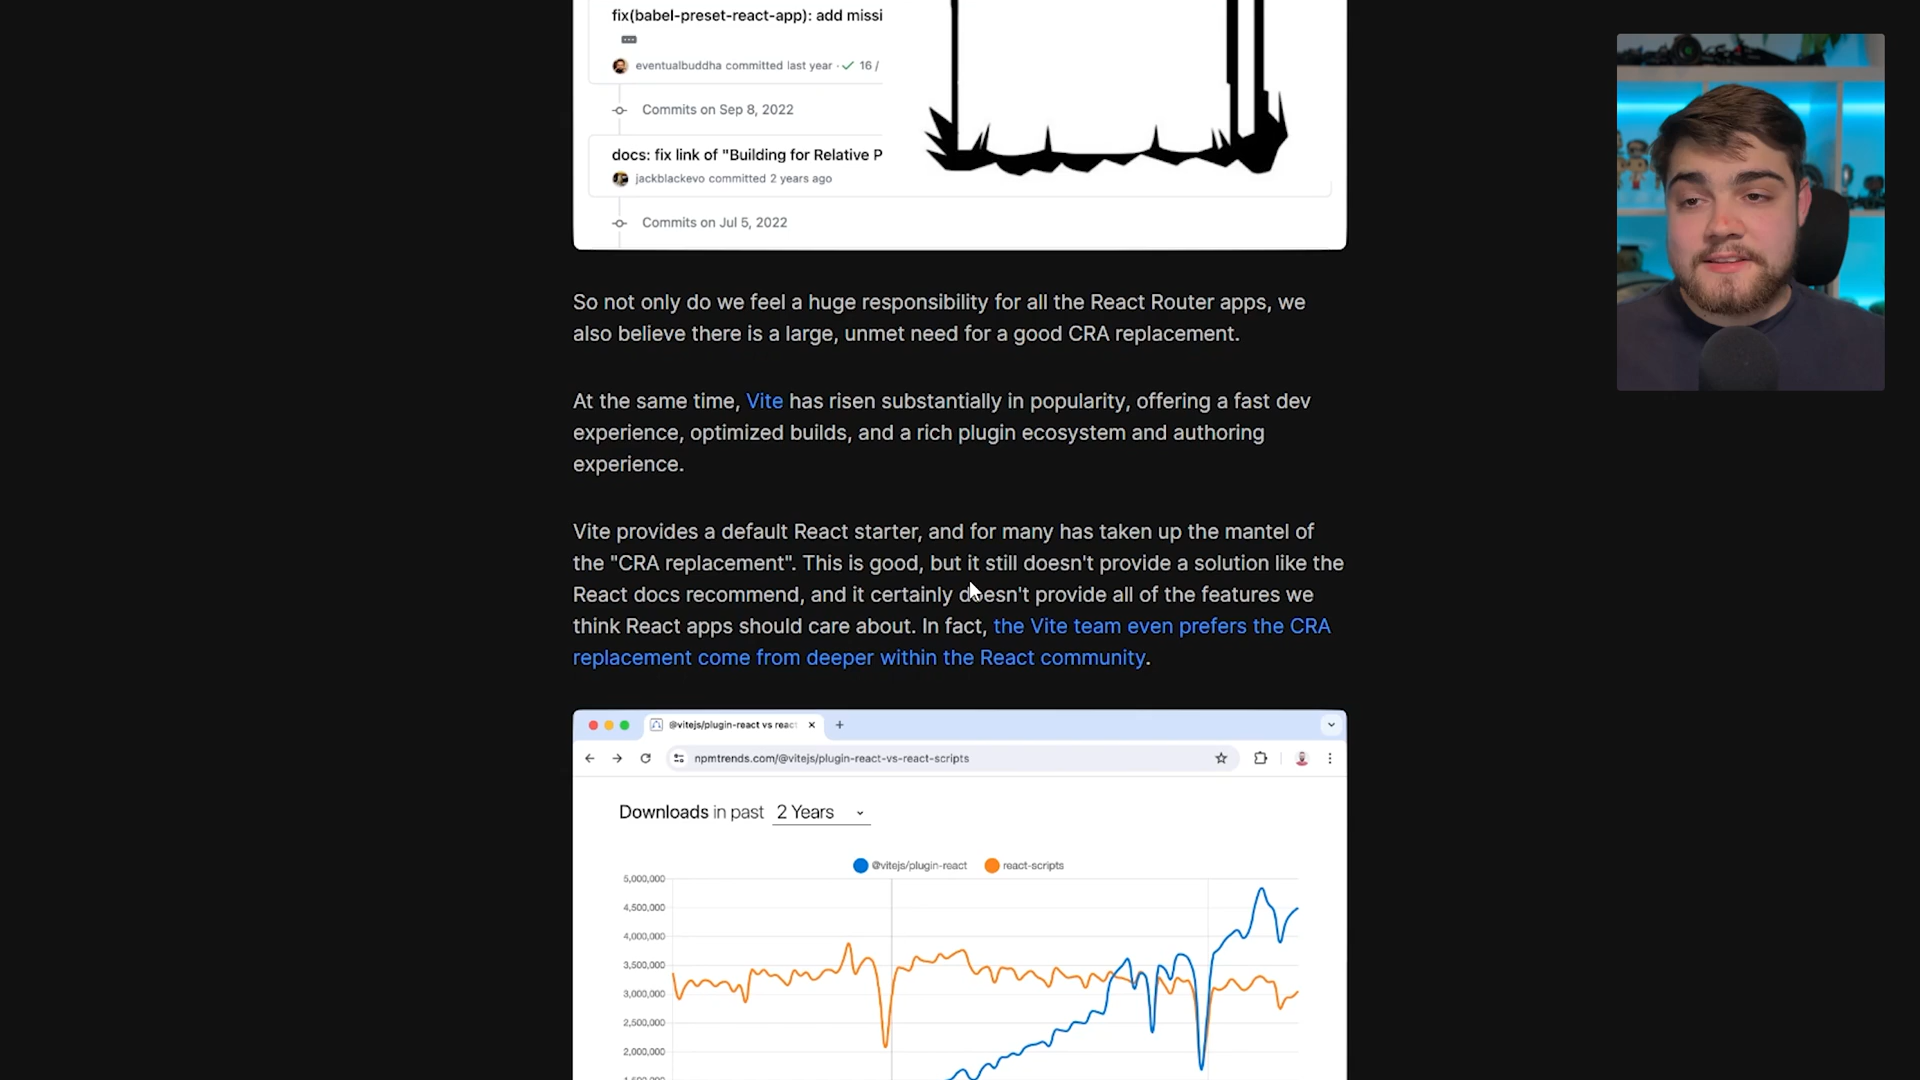 fix(babel-preset-react-app): add missi
eventualbuddha committed last year · ✓ 16 /
Commits on Sep 8, 2022
docs: fix link of "Building for Relative P
jackblackevo committed 2 years ago
Commits on Jul 5, 2022
So not only do we feel a huge responsibility for all the React Router apps, we
also believe there is a large, unmet need for a good CRA replacement.
At the same time, Vite has risen substantially in popularity, offering a fast dev
experience, optimized builds, and a rich plugin ecosystem and authoring
experience.
Vite provides a default React starter, and for many has taken up the mantel of
the "CRA replacement". This is good, but it still doesn't provide a solution like the
React docs recommend, and it certainly doesn't provide all of the features we
think React apps should care about. In fact, the Vite team even prefers the CRA
replacement come from deeper within the React community.
@vitejs/plugin-react vs react
npmtrends.com/@vitejs/plugin-react-vs-react-scripts
Downloads in past 2 Years
@vitejs/plugin-react react-scripts
5,000,000
4,500,000
4,000,000
3,500,000
3,000,000
2,500,000
2,000,000